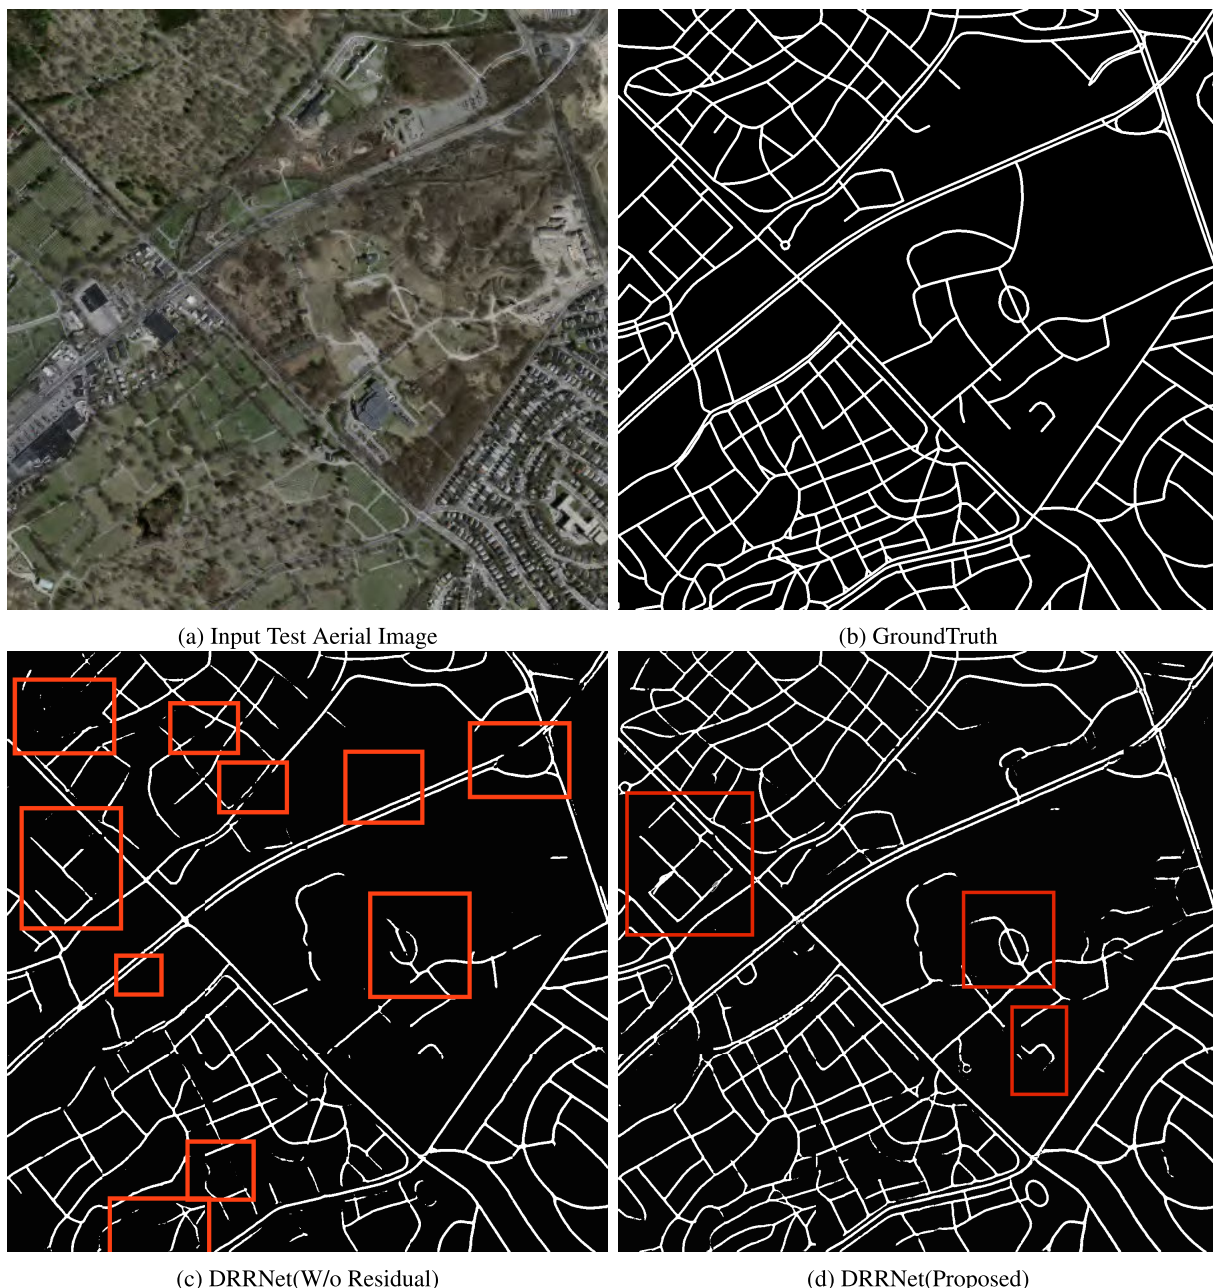 (a) Input Test Aerial Image
(b) GroundTruth
(c) DRRNet(W/o Residual)
(d) DRRNet(Proposed)